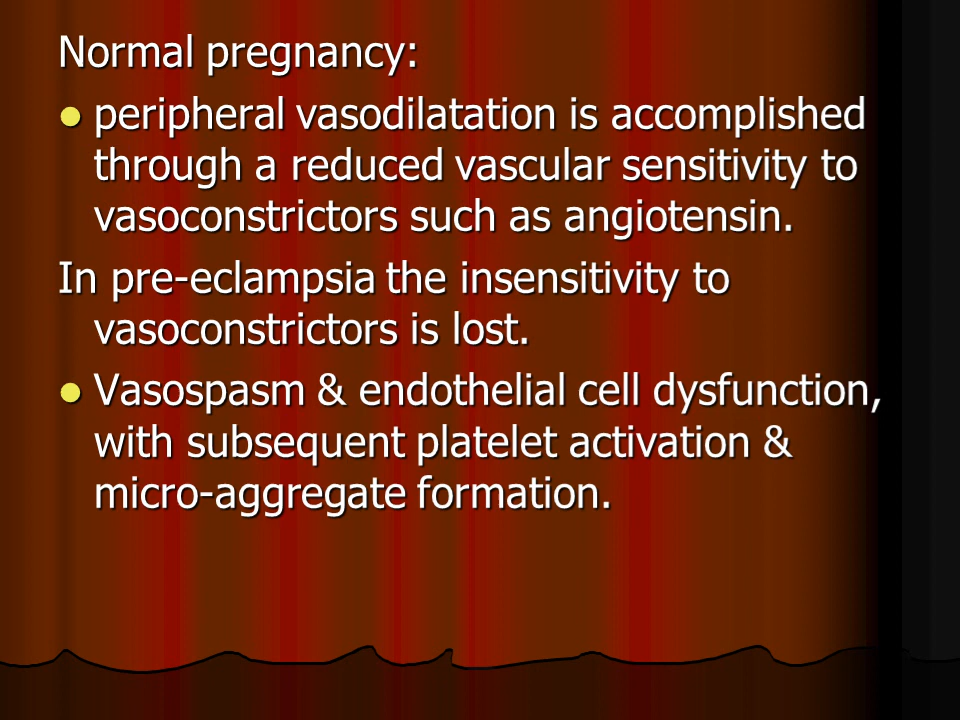 Normal pregnancy:
● peripheral vasodilatation is accomplished
through a reduced vascular sensitivity to
vasoconstrictors such as angiotensin.
In pre-eclampsia the insensitivity to
vasoconstrictors is lost.
● Vasospasm & endothelial cell dysfunction,
with subsequent platelet activation &
micro-aggregate formation.